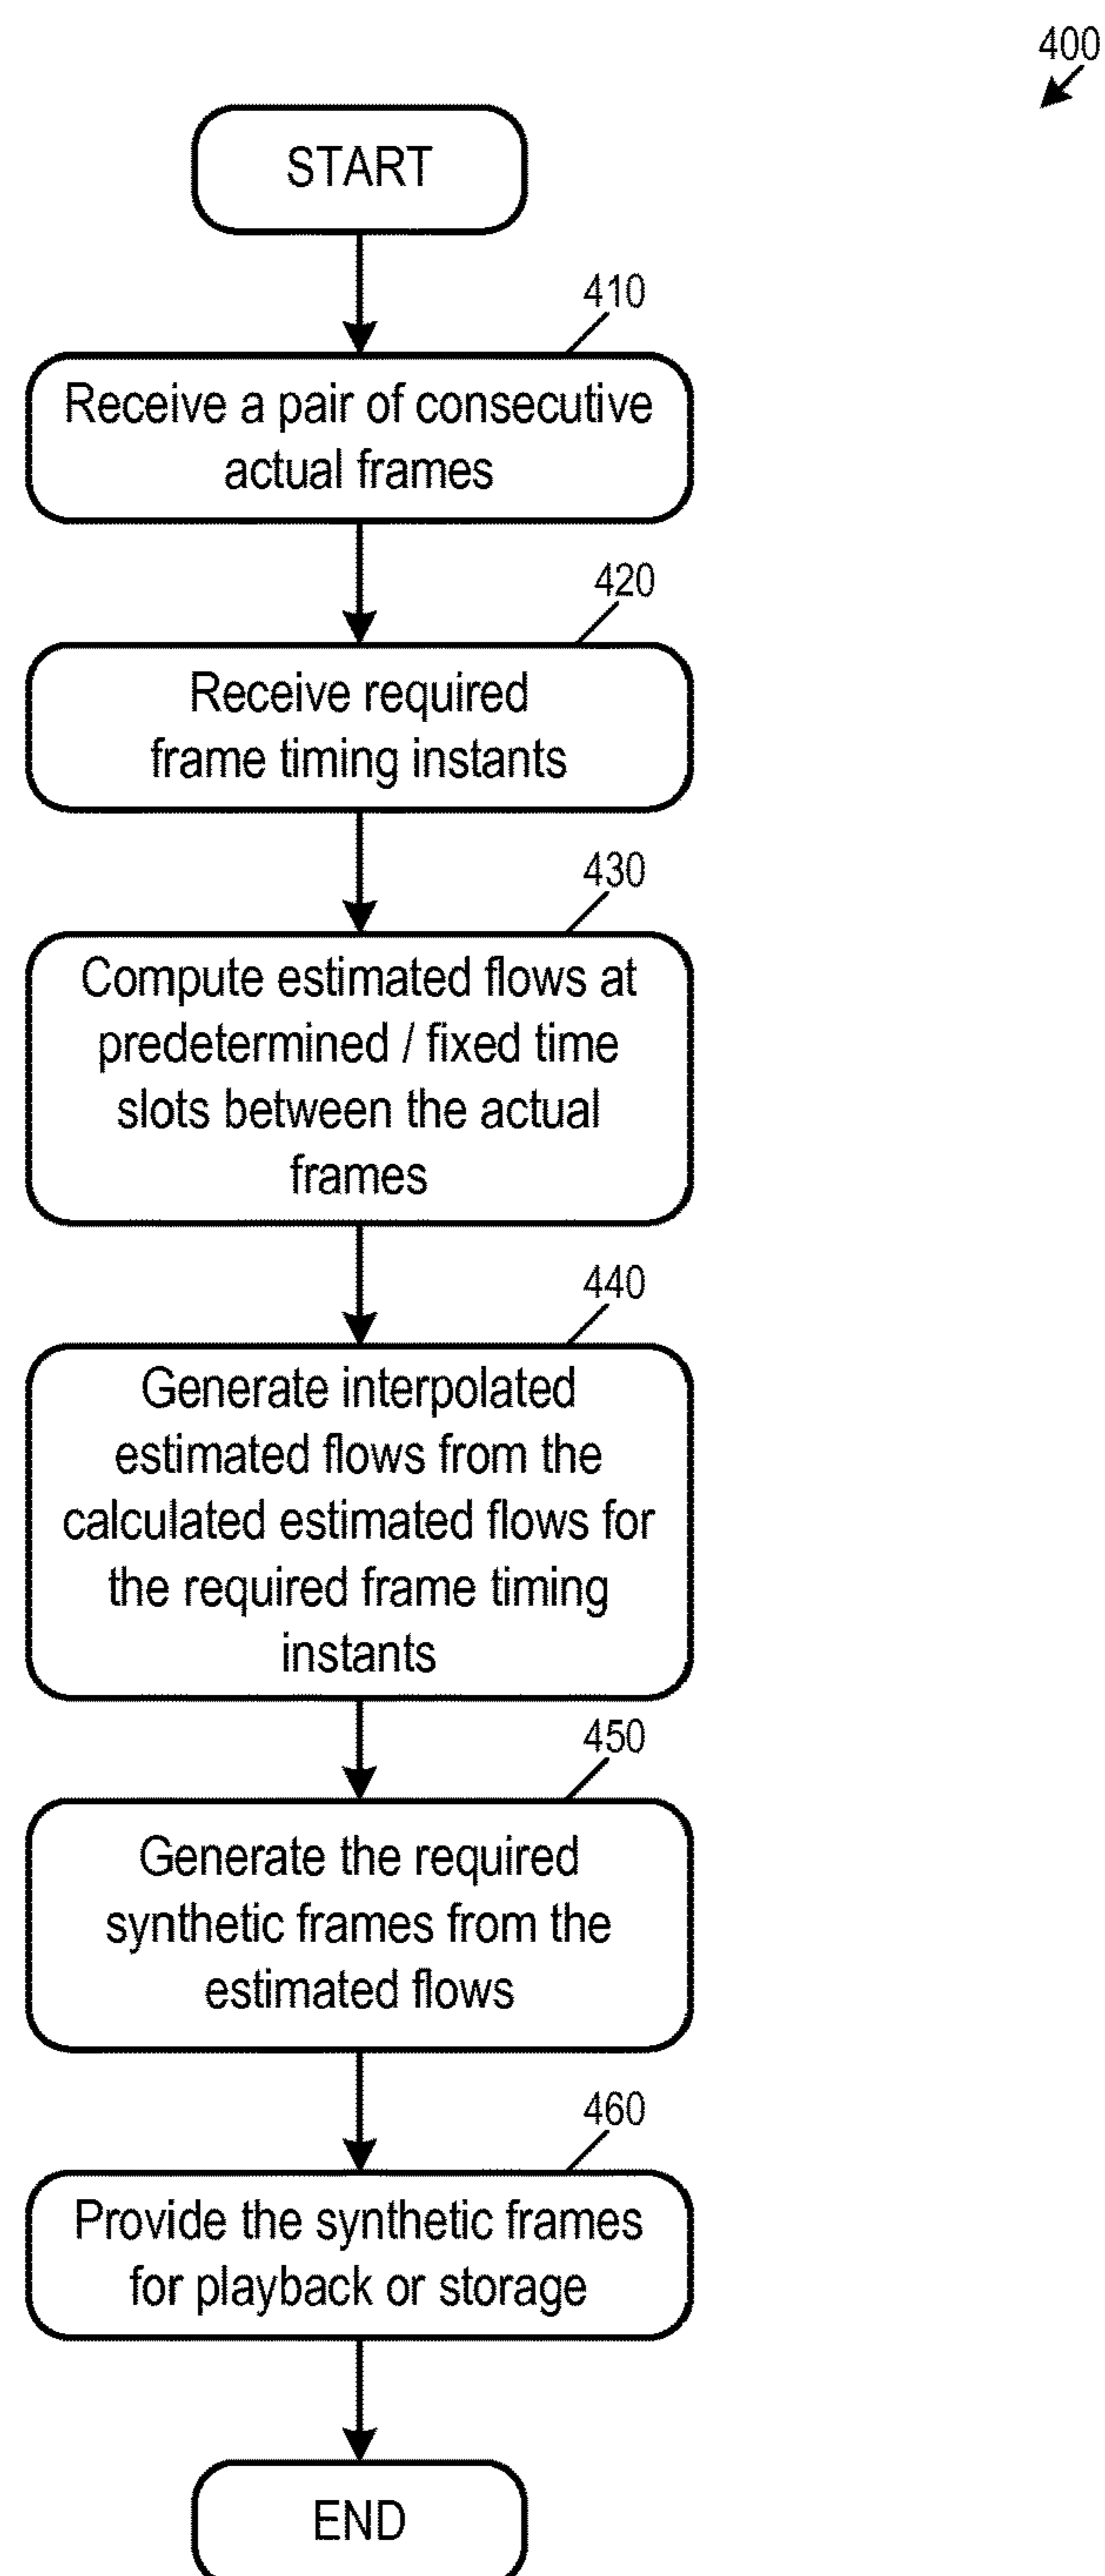 400
START
410
Receive a pair of consecutive
actual frames
420
Receive required
frame timing instants
430
Compute estimated flows at
predetermined / fixed time
slots between the actual
frames
440
Generate interpolated
estimated flows from the
calculated estimated flows for
the required frame timing
instants
450
Generate the required
synthetic frames from the
estimated flows
460
Provide the synthetic frames
for playback or storage
END